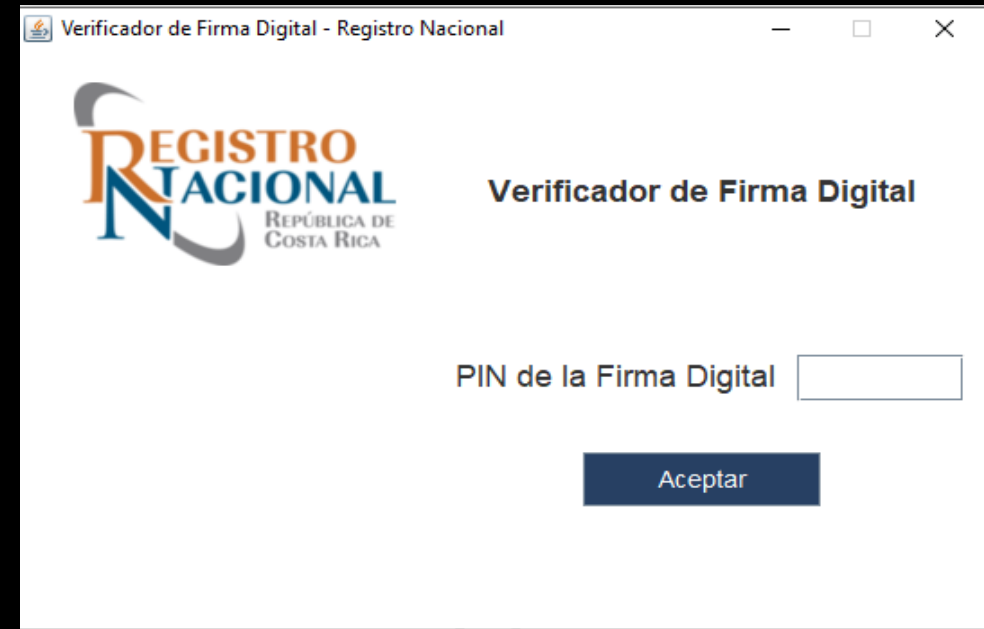 Verificador de Firma Digital - Registro Nacional
REGISTRO
NACIONAL
REPÚBLICA DE
COSTA RICA
Verificador de Firma Digital
PIN de la Firma Digital
Aceptar